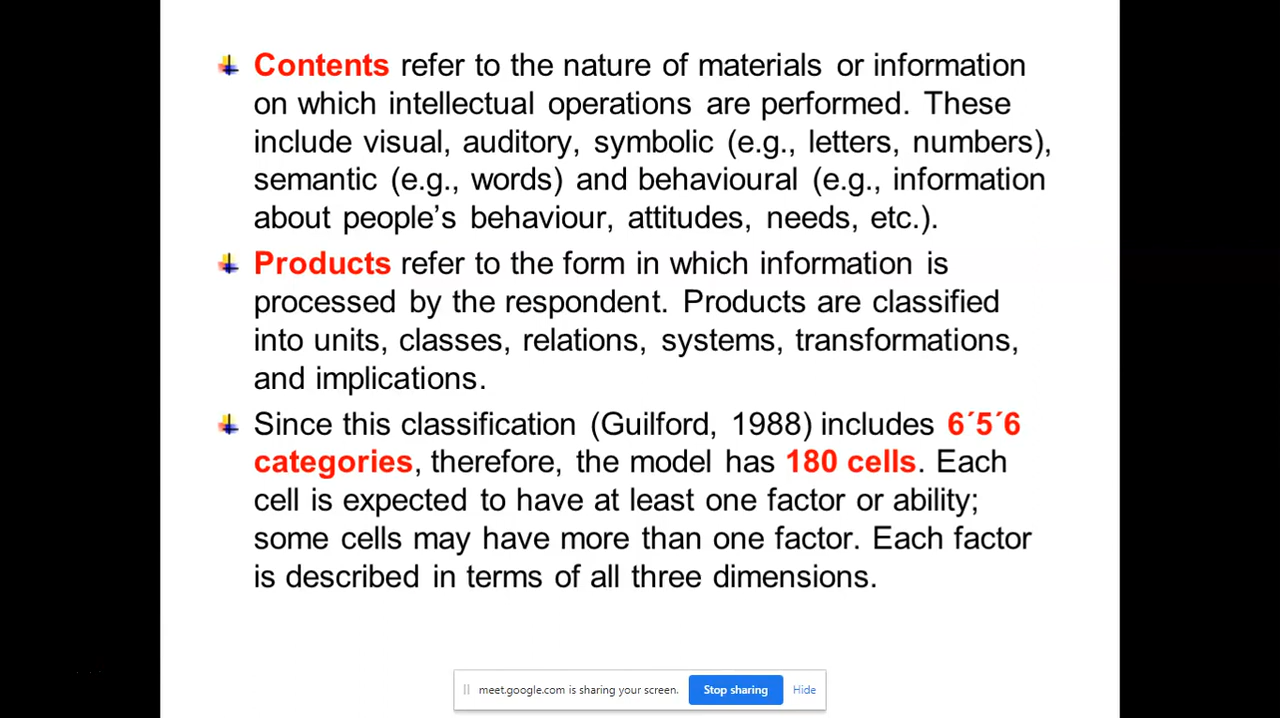 Contents refer to the nature of materials or information
on which intellectual operations are performed. These
include visual, auditory, symbolic (e.g., letters, numbers),
semantic (e.g., words) and behavioural (e.g., information
about people's behaviour, attitudes, needs, etc.).
Products refer to the form in which information is
processed by the respondent. Products are classified
into units, classes, relations, systems, transformations,
and implications.
Since this classification (Guilford, 1988) includes 6´5´6
categories, therefore, the model has 180 cells. Each
cell is expected to have at least one factor or ability;
some cells may have more than one factor. Each factor
is described in terms of all three dimensions.
meet.google.com is sharing your screen. Stop sharing Hide